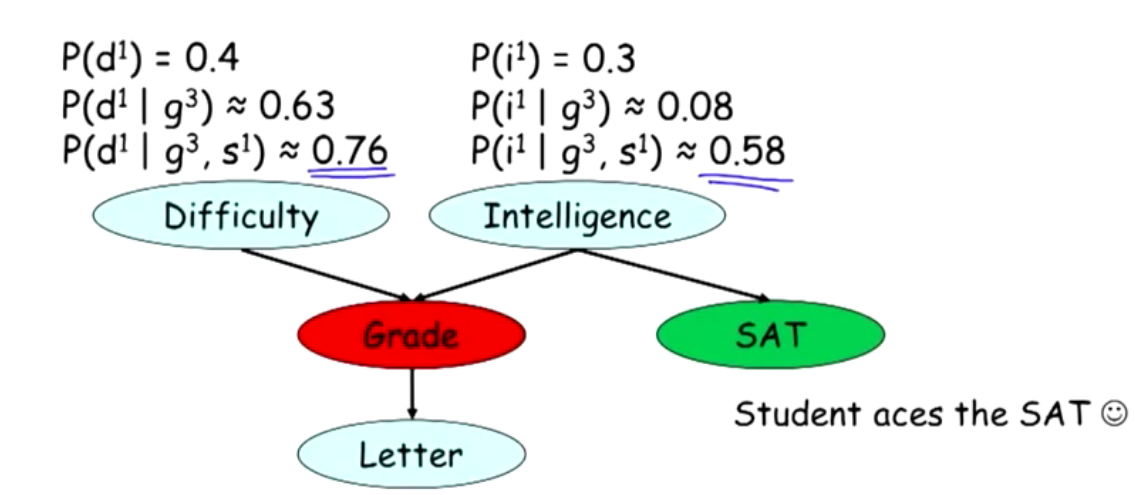 P(d¹) = 0.4
P(d¹ | g³) ≈ 0.63
P(d¹ | g³, s¹) ≈ 0.76
P(i¹) = 0.3
P(i¹ | g³) ≈ 0.08
P(i¹ | g³, s¹) ≈ 0.58
Difficulty
Intelligence
Grade
SAT
Student aces the SAT ☺
Letter